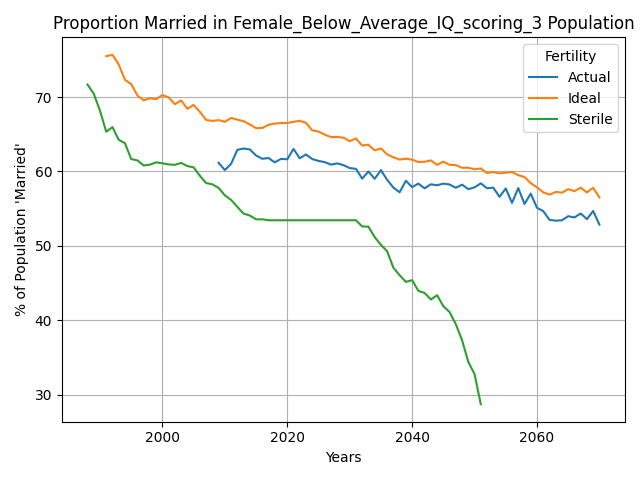 Proportion Married in Female_Below_Average_IQ_scoring_3 Population
% of Population 'Married'
70
60
50
40
30
Fertility
Actual
Ideal
Sterile
2000
2020
2040
2060
Years